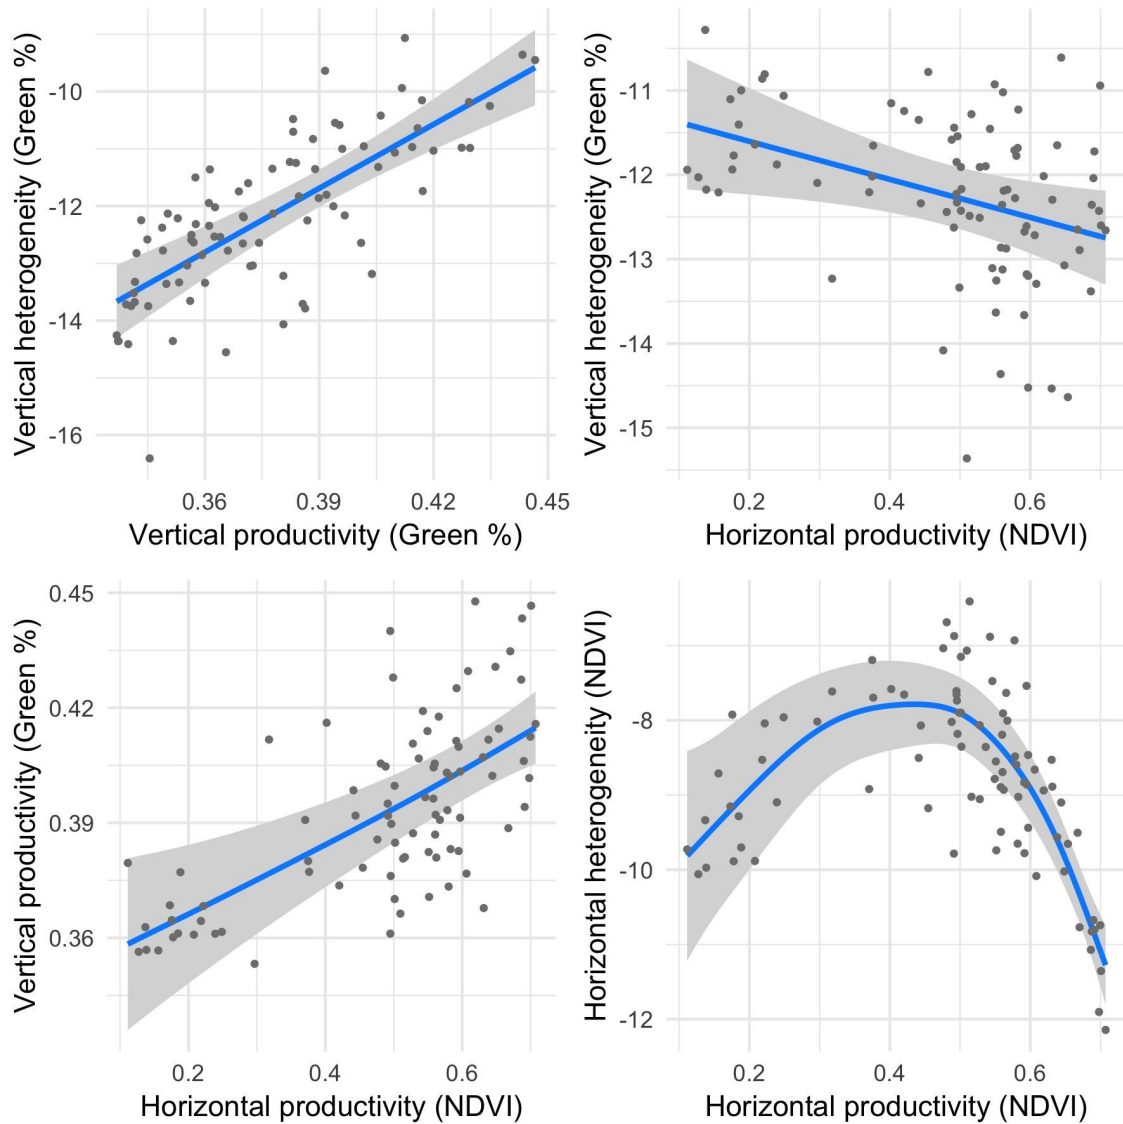 Vertical heterogeneity (Green %)
-10
-12
-14
-16
0.36 0.39 0.42 0.45
Vertical productivity (Green %)
Vertical heterogeneity (Green %)
-11
-12
-13
-14
-15
0.2 0.4 0.6
Horizontal productivity (NDVI)
Vertical productivity (Green %)
0.45
0.42
0.39
0.36
0.2 0.4 0.6
Horizontal productivity (NDVI)
Horizontal heterogeneity (NDVI)
-8
-10
-12
0.2 0.4 0.6
Horizontal productivity (NDVI)